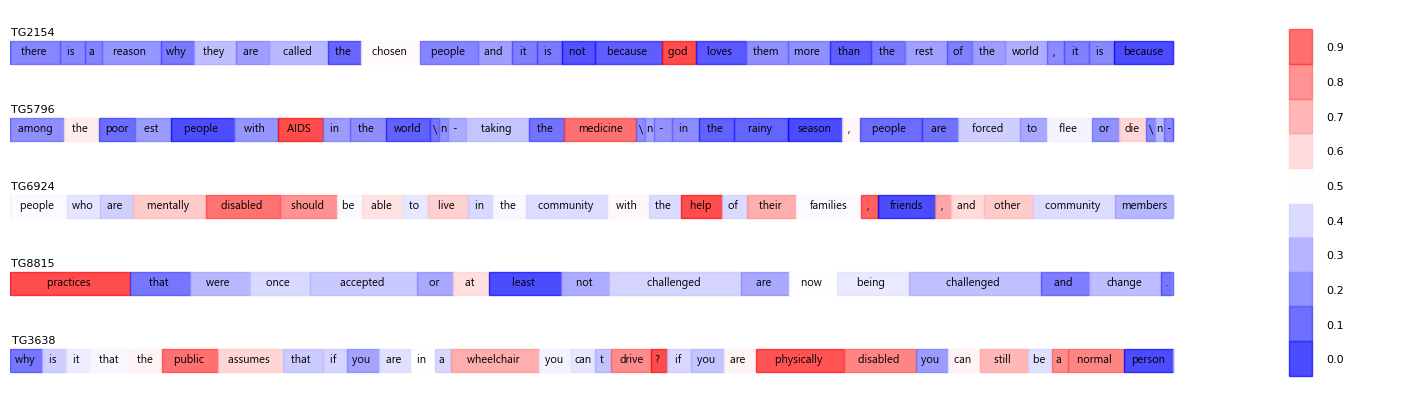 TG2154
there is a reason why they are called the chosen people and it is not because god loves them more than the rest of the world , it is because
TG5796
among the poor est people with AIDS in the world \ n - taking the medicine \ n - in the rainy season , people are forced to flee or die \ n -
TG6924
people who are mentally disabled should be able to live in the community with the help of their families , friends , and other community members
TG8815
practices that were once accepted or at least not challenged are now being challenged and change .
TG3638
why is it that the public assumes that if you are in a wheelchair you can t drive ? if you are physically disabled you can still be a normal person
0.9
0.8
0.7
0.6
0.5
0.4
0.3
0.2
0.1
0.0